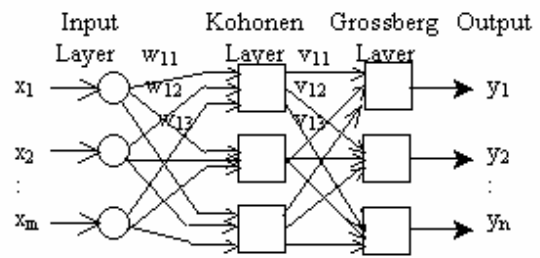 Input Kohonen Grossberg Output
Layer w11 Layer v11 Layer
x1 w12 v12 y1
w13 v13
x2 y2
: :
xm yn